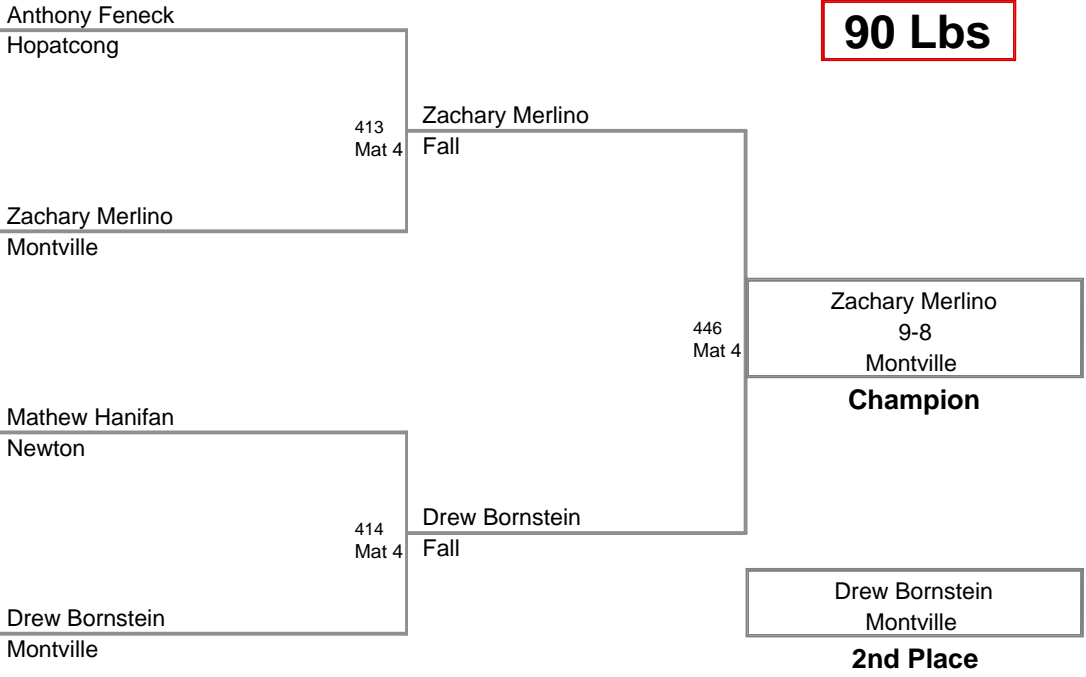 Anthony Feneck
Hopatcong
90 Lbs
413
Mat 4
Zachary Merlino
Fall
Zachary Merlino
Montville
446
Mat 4
Zachary Merlino
9-8
Montville
Champion
Mathew Hanifan
Newton
414
Mat 4
Drew Bornstein
Fall
Drew Bornstein
Montville
Drew Bornstein
Montville
2nd Place